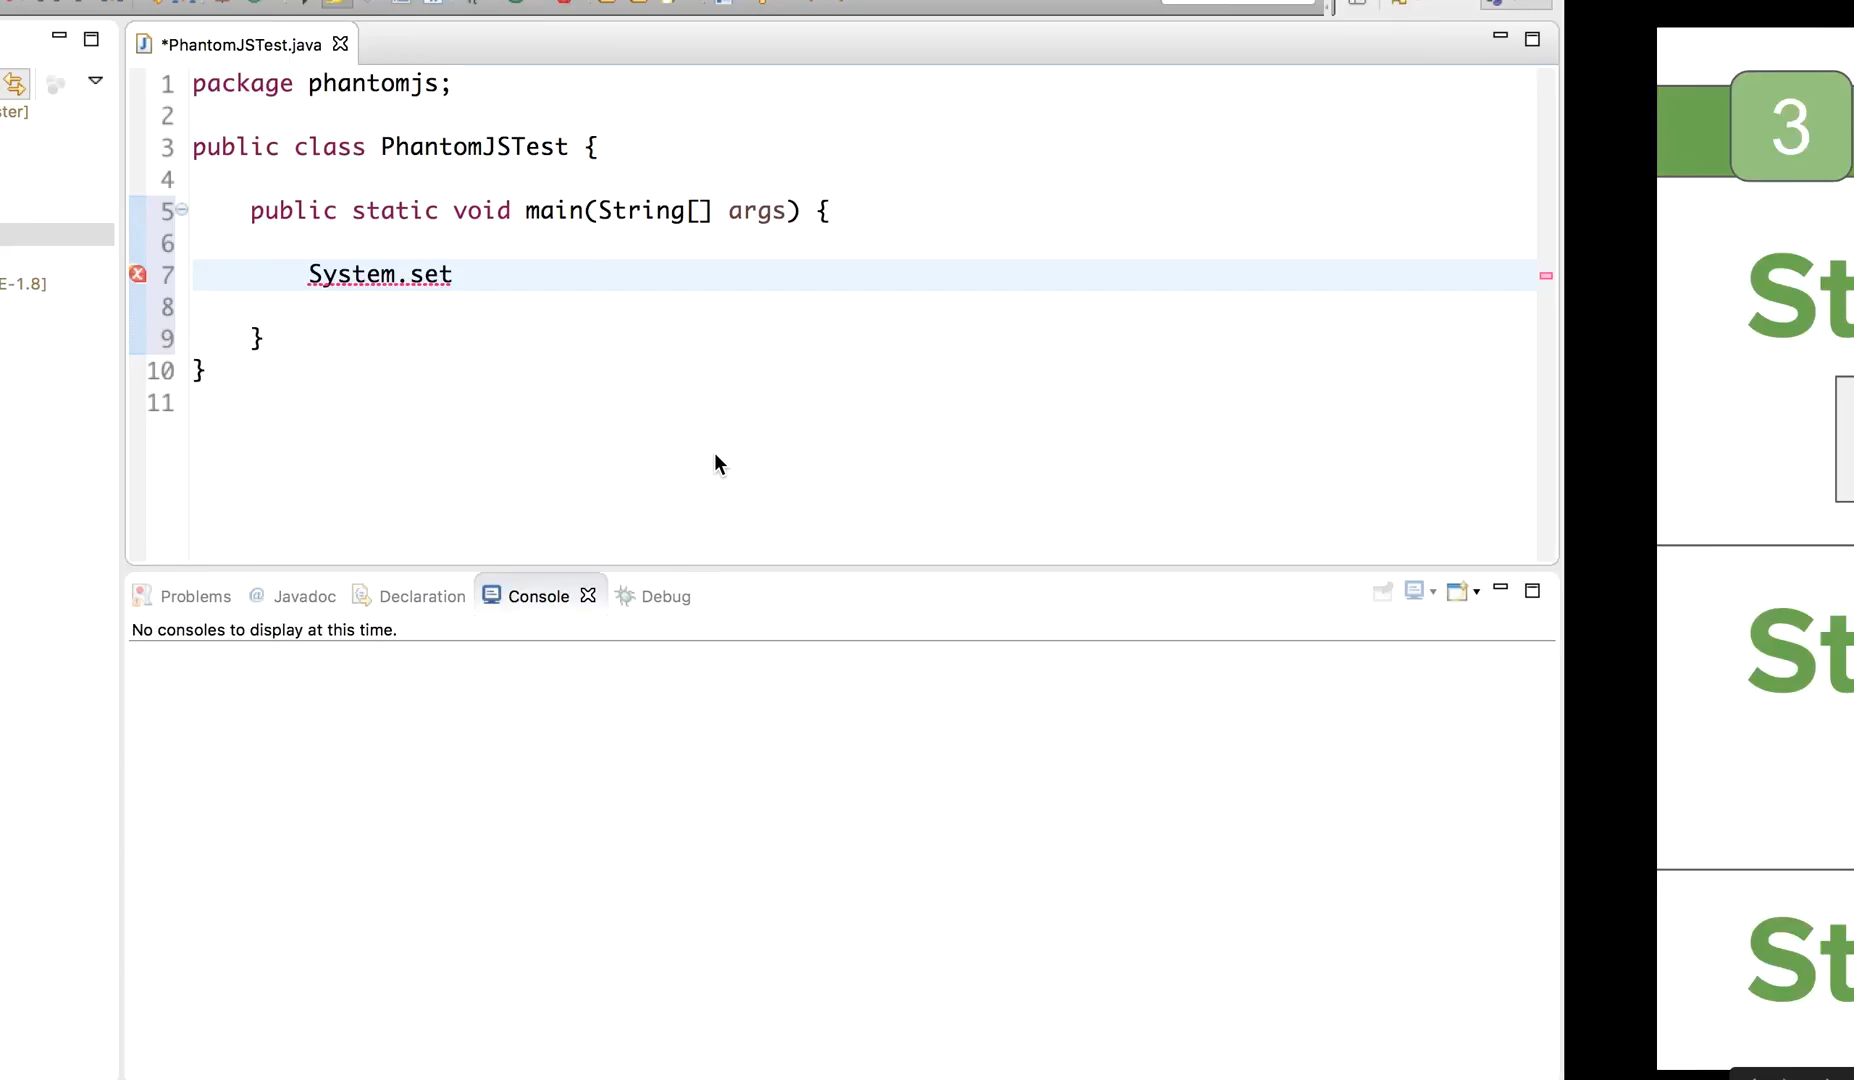 *PhantomJSTest.java
ster]
E-1.8]
1 package phantomjs;
2
3 public class PhantomJSTest {
4
5 public static void main(String[] args) {
6
7 System.set
8
9 }
10 }
11
Problems @ Javadoc Declaration Console Debug
No consoles to display at this time.
3
St
St
St